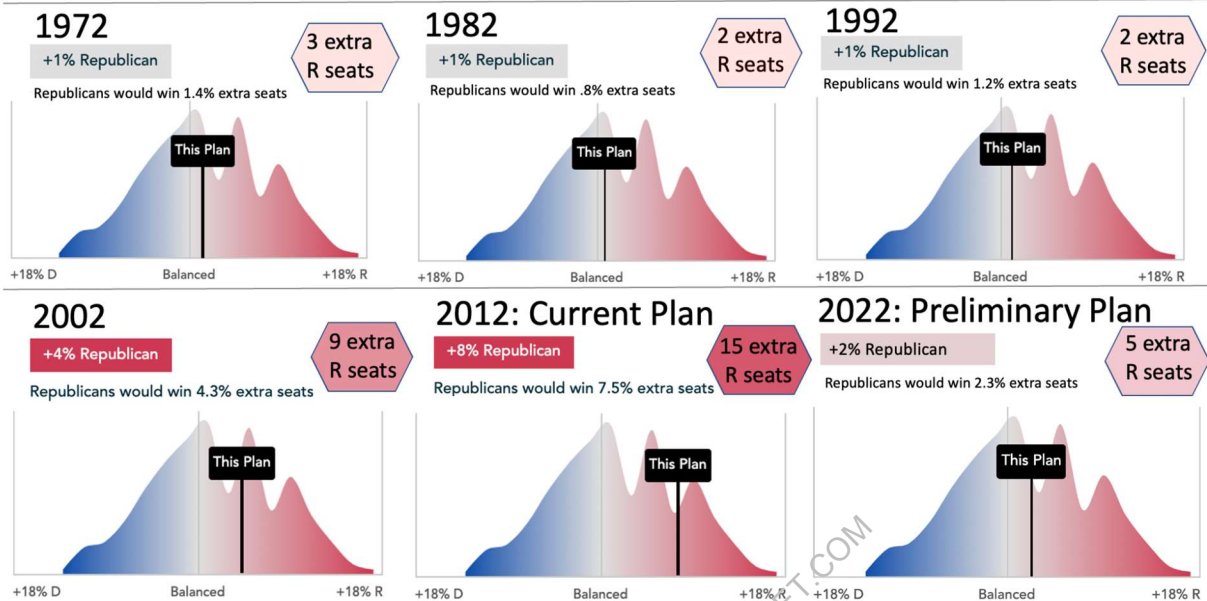 1972
+1% Republican
3 extra
R seats
Republicans would win 1.4% extra seats
This Plan
+18% D
Balanced
+18% R
1982
+1% Republican
2 extra
R seats
Republicans would win .8% extra seats
This Plan
+18% D
Balanced
+18% R
1992
+1% Republican
2 extra
R seats
Republicans would win 1.2% extra seats
This Plan
+18% D
Balanced
+18% R
2002
+4% Republican
9 extra
R seats
Republicans would win 4.3% extra seats
This Plan
+18% D
Balanced
+18% R
2012: Current Plan
+8% Republican
15 extra
R seats
Republicans would win 7.5% extra seats
This Plan
+18% D
Balanced
+18% R
2022: Preliminary Plan
+2% Republican
5 extra
R seats
Republicans would win 2.3% extra seats
This Plan
+18% D
Balanced
+18% R